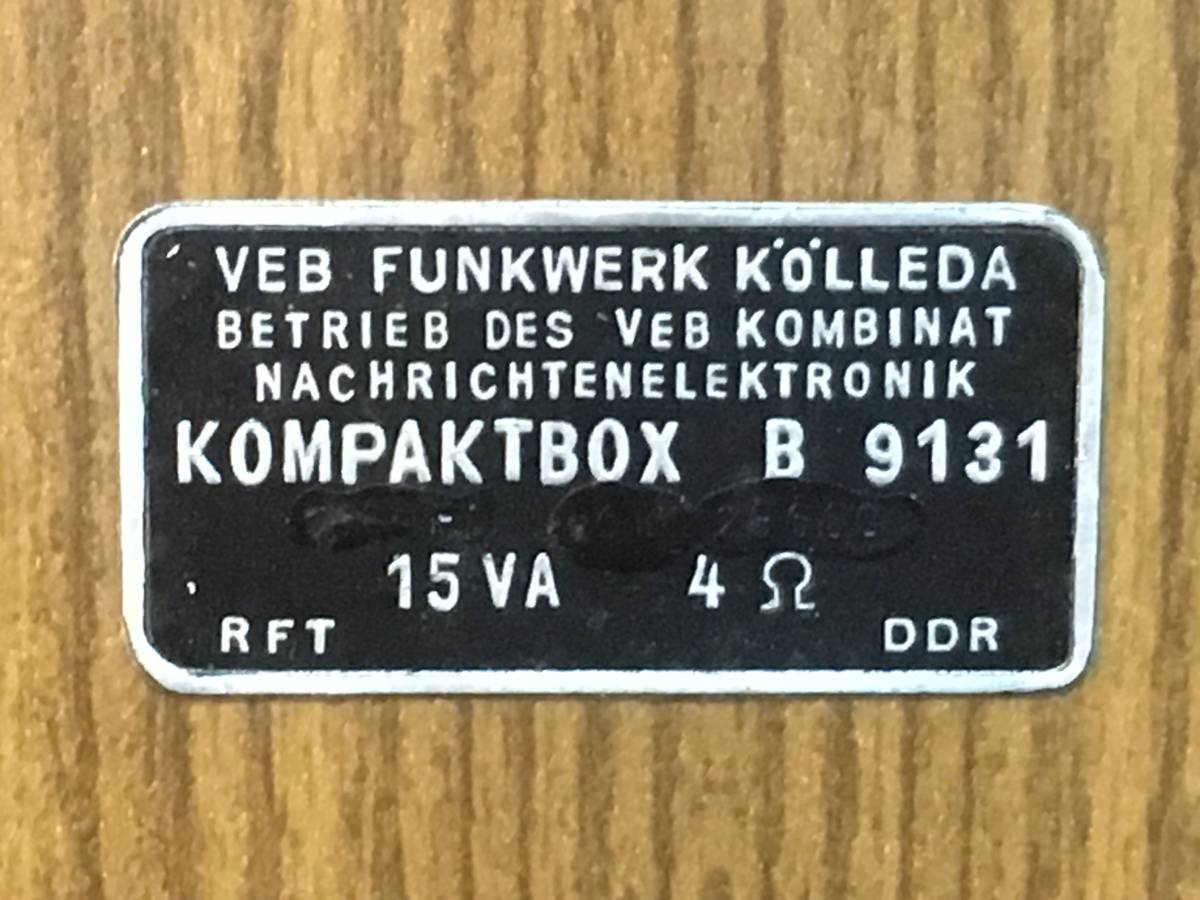 VEB FUNKWERK KÖLLEDA
BETRIEB DES VEB KOMBINAT
NACHRICHTENELEKTRONIK
KOMPAKTBOX B 9131
15 VA 4 Ω
RFT DDR